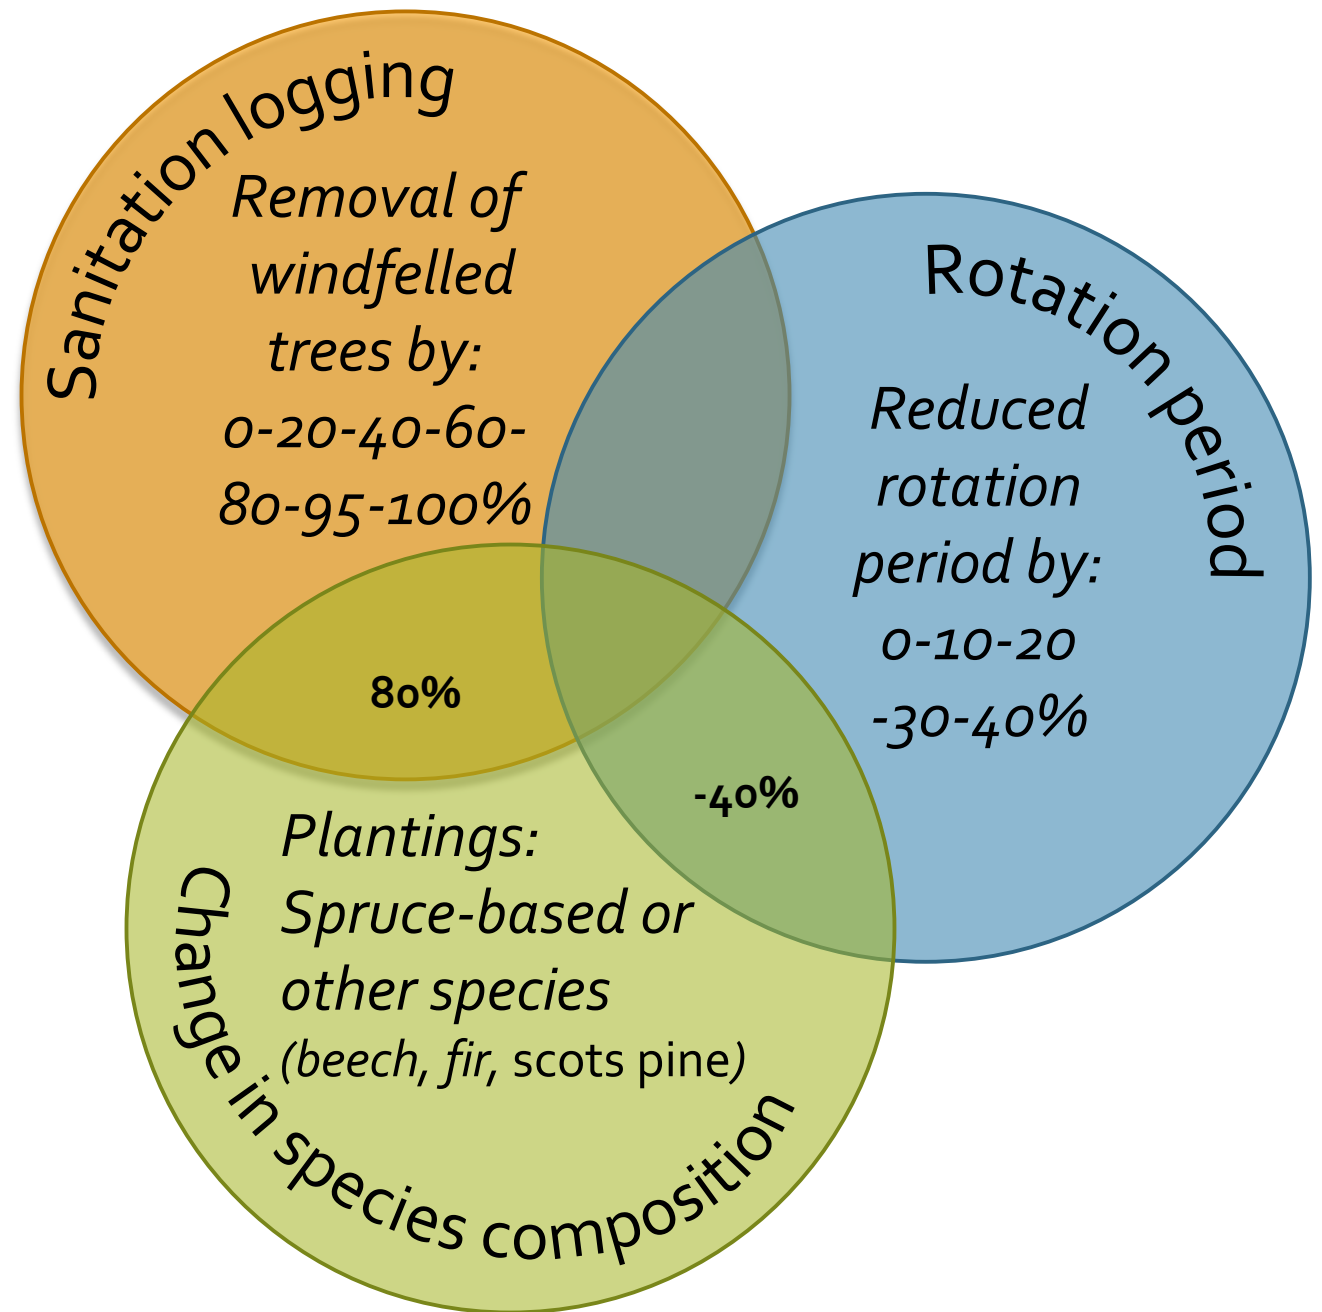 Sanitation logging
Removal of
windfelled
trees by:
0-20-40-60-
80-95-100%
Rotation period
Reduced
rotation
period by:
0-10-20
-30-40%
80%
-40%
Plantings:
Spruce-based or
other species
(beech, fir, scots pine)
Change in species composition